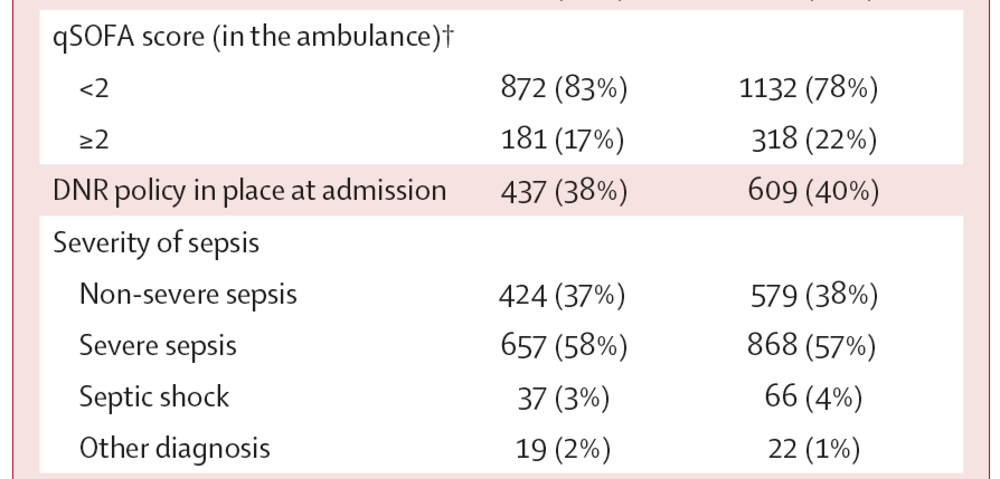 qSOFA score (in the ambulance)†
<2 872 (83%) 1132 (78%)
≥2 181 (17%) 318 (22%)
DNR policy in place at admission 437 (38%) 609 (40%)
Severity of sepsis
Non-severe sepsis 424 (37%) 579 (38%)
Severe sepsis 657 (58%) 868 (57%)
Septic shock 37 (3%) 66 (4%)
Other diagnosis 19 (2%) 22 (1%)